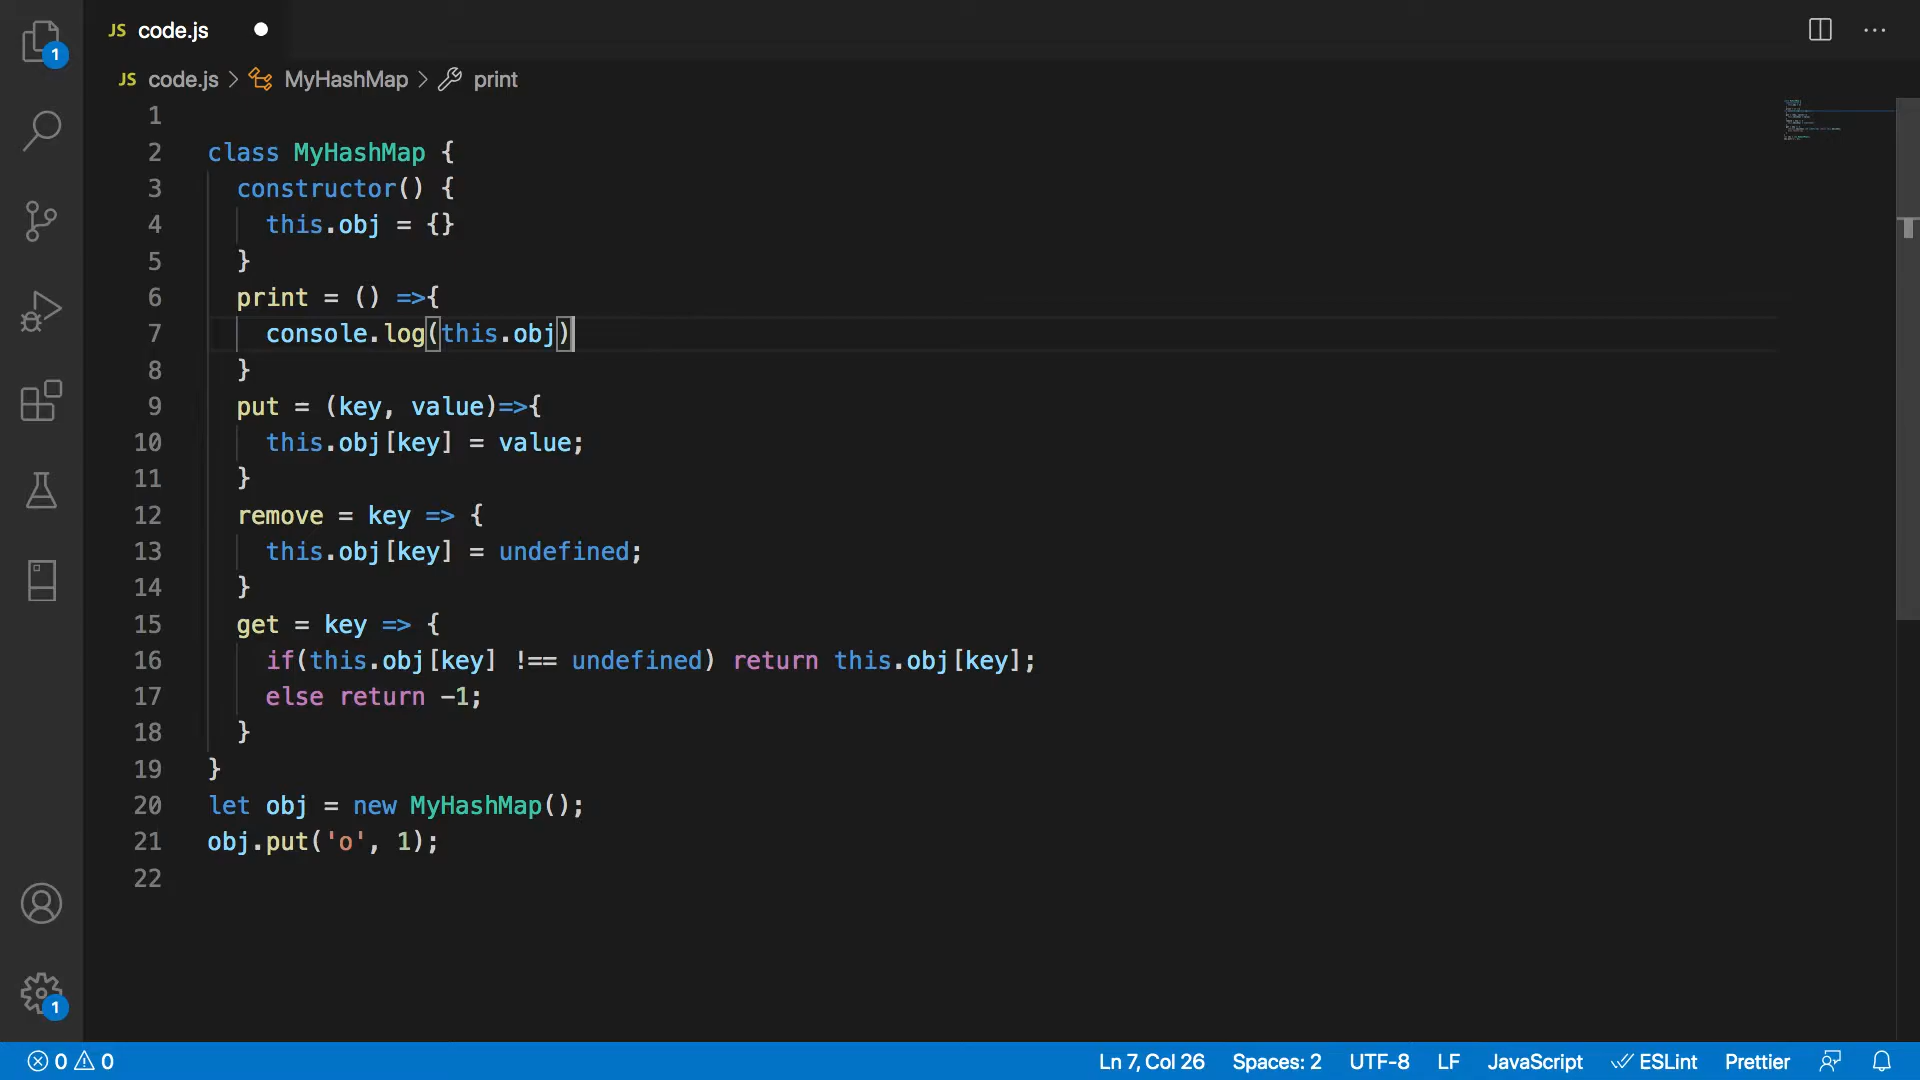 1
JS code.js
JS code.js > MyHashMap > print
1
2 class MyHashMap {
3 constructor() {
4 this.obj = {}
5 }
6 print = () =>{
7 console.log(this.obj)
8 }
9 put = (key, value)=>{
10 this.obj[key] = value;
11 }
12 remove = key => {
13 this.obj[key] = undefined;
14 }
15 get = key => {
16 if(this.obj[key] !== undefined) return this.obj[key];
17 else return -1;
18 }
19 }
20 let obj = new MyHashMap();
21 obj.put('o', 1);
22
1
0 0 Ln 7, Col 26 Spaces: 2 UTF-8 LF JavaScript ESLint Prettier